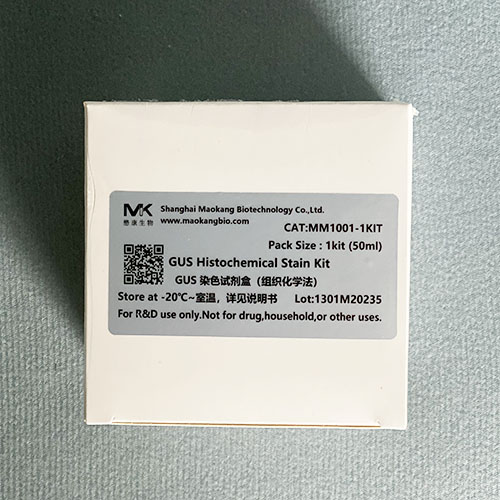 MK
懋康生物
Shanghai Maokang Biotechnology Co.,Ltd.
www.maokangbio.com
CAT:MM1001-1KIT
Pack Size : 1kit (50ml)
GUS Histochemical Stain Kit
GUS 染色试剂盒（组织化学法）
Store at -20℃~室温，详见说明书 Lot:1301M20235
For R&D use only.Not for drug,household,or other uses.